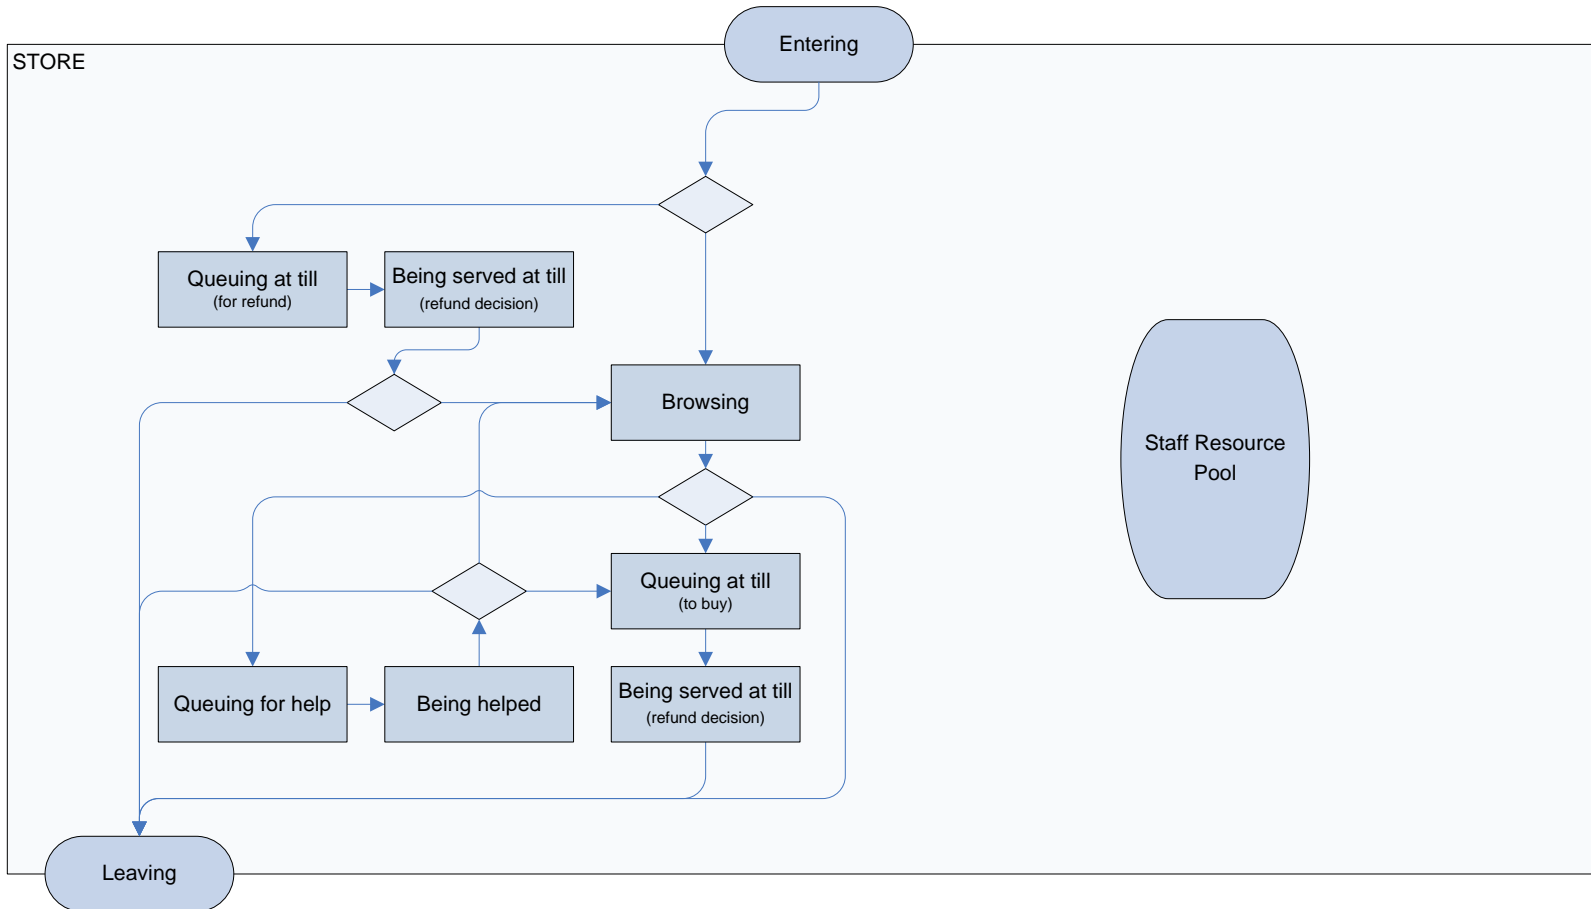 Entering
STORE
Queuing at till
(for refund)
Being served at till
(refund decision)
Browsing
Staff Resource
Pool
Queuing at till
(to buy)
Queuing for help
Being helped
Being served at till
(refund decision)
Leaving